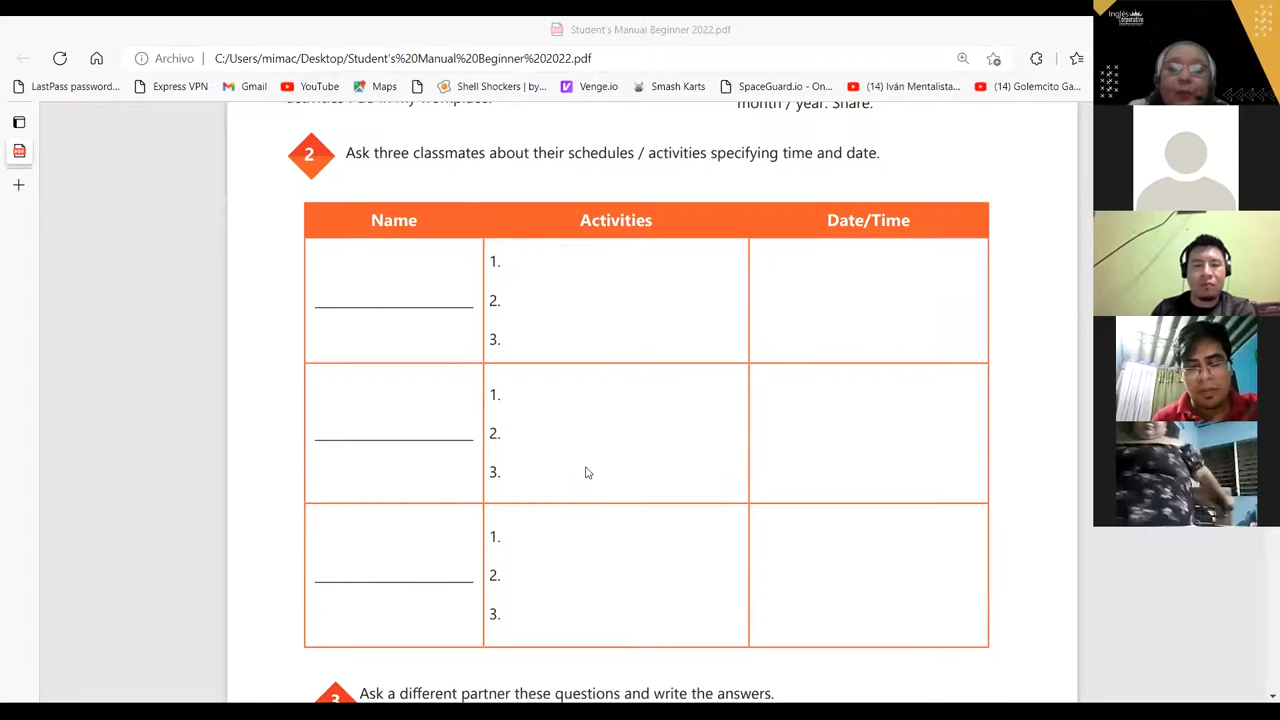 Student's Manual Beginner 2022.pdf
Archivo C:/Users/mimac/Desktop/Student's%20Manual%20Beginner%202022.pdf
LastPass password... Express VPN Gmail YouTube Maps Shell Shockers | by... Venge.io Smash Karts SpaceGuard.io - On... (14) Iván Mentalista... (14) Golemcito Ga...
month / year. Share.
2 Ask three classmates about their schedules / activities specifying time and date.
Name Activities Date/Time
1.
2.
3.
1.
2.
3.
1.
2.
3.
3 Ask a different partner these questions and write the answers.
Inglés
Corporativo